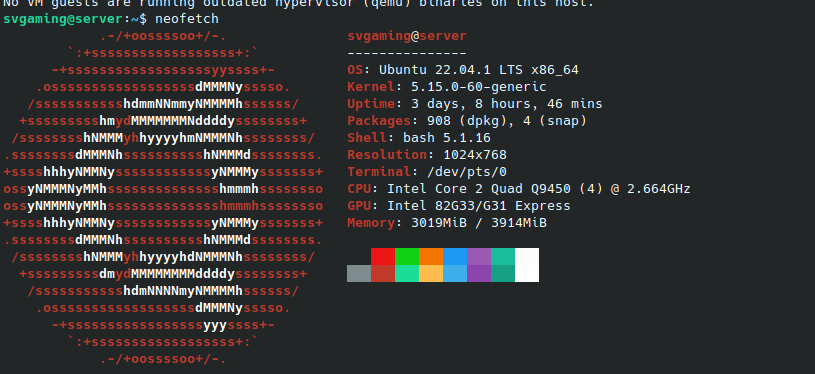 No VM guests are running outdated hypervisor (qemu) binaries on this host.
svgaming@server:~$ neofetch
            .-/+oossssoo+/-.               svgaming@server
        `:+ssssssssssssssssss+:`           ---------------
      -+ssssssssssssssssssyyssss+-         OS: Ubuntu 22.04.1 LTS x86_64
    .ossssssssssssssssssdMMMNysssso.       Kernel: 5.15.0-60-generic
   /ssssssssssshdmmNNmmyNMMMMhssssss/      Uptime: 3 days, 8 hours, 46 mins
  +ssssssssshmydMMMMMMMNddddyssssssss+     Packages: 908 (dpkg), 4 (snap)
 /sssssssshNMMMyhhyyyyhmNMMMNhssssssss/    Shell: bash 5.1.16
.ssssssssdMMMNhsssssssssshNMMMdssssssss.   Resolution: 1024x768
+sssshhhyNMMNyssssssssssssyNMMMysssssss+   Terminal: /dev/pts/0
ossyNMMMNyMMhsssssssssssssshmmmhssssssso   CPU: Intel Core 2 Quad Q9450 (4) @ 2.664GHz
ossyNMMMNyMMhsssssssssssssshmmmhssssssso   GPU: Intel 82G33/G31 Express
+sssshhhyNMMNyssssssssssssyNMMMysssssss+   Memory: 3019MiB / 3914MiB
.ssssssssdMMMNhsssssssssshNMMMdssssssss.
 /sssssssshNMMMyhhyyyyhdNMMMNhssssssss/
  +sssssssssdmydMMMMMMMMddddyssssssss+
   /ssssssssssshdmNNNNmyNMMMMhssssss/
    .ossssssssssssssssssdMMMNysssso.
      -+sssssssssssssssssyyyssss+-
        `:+ssssssssssssssssss+:`
            .-/+oossssoo+/-.